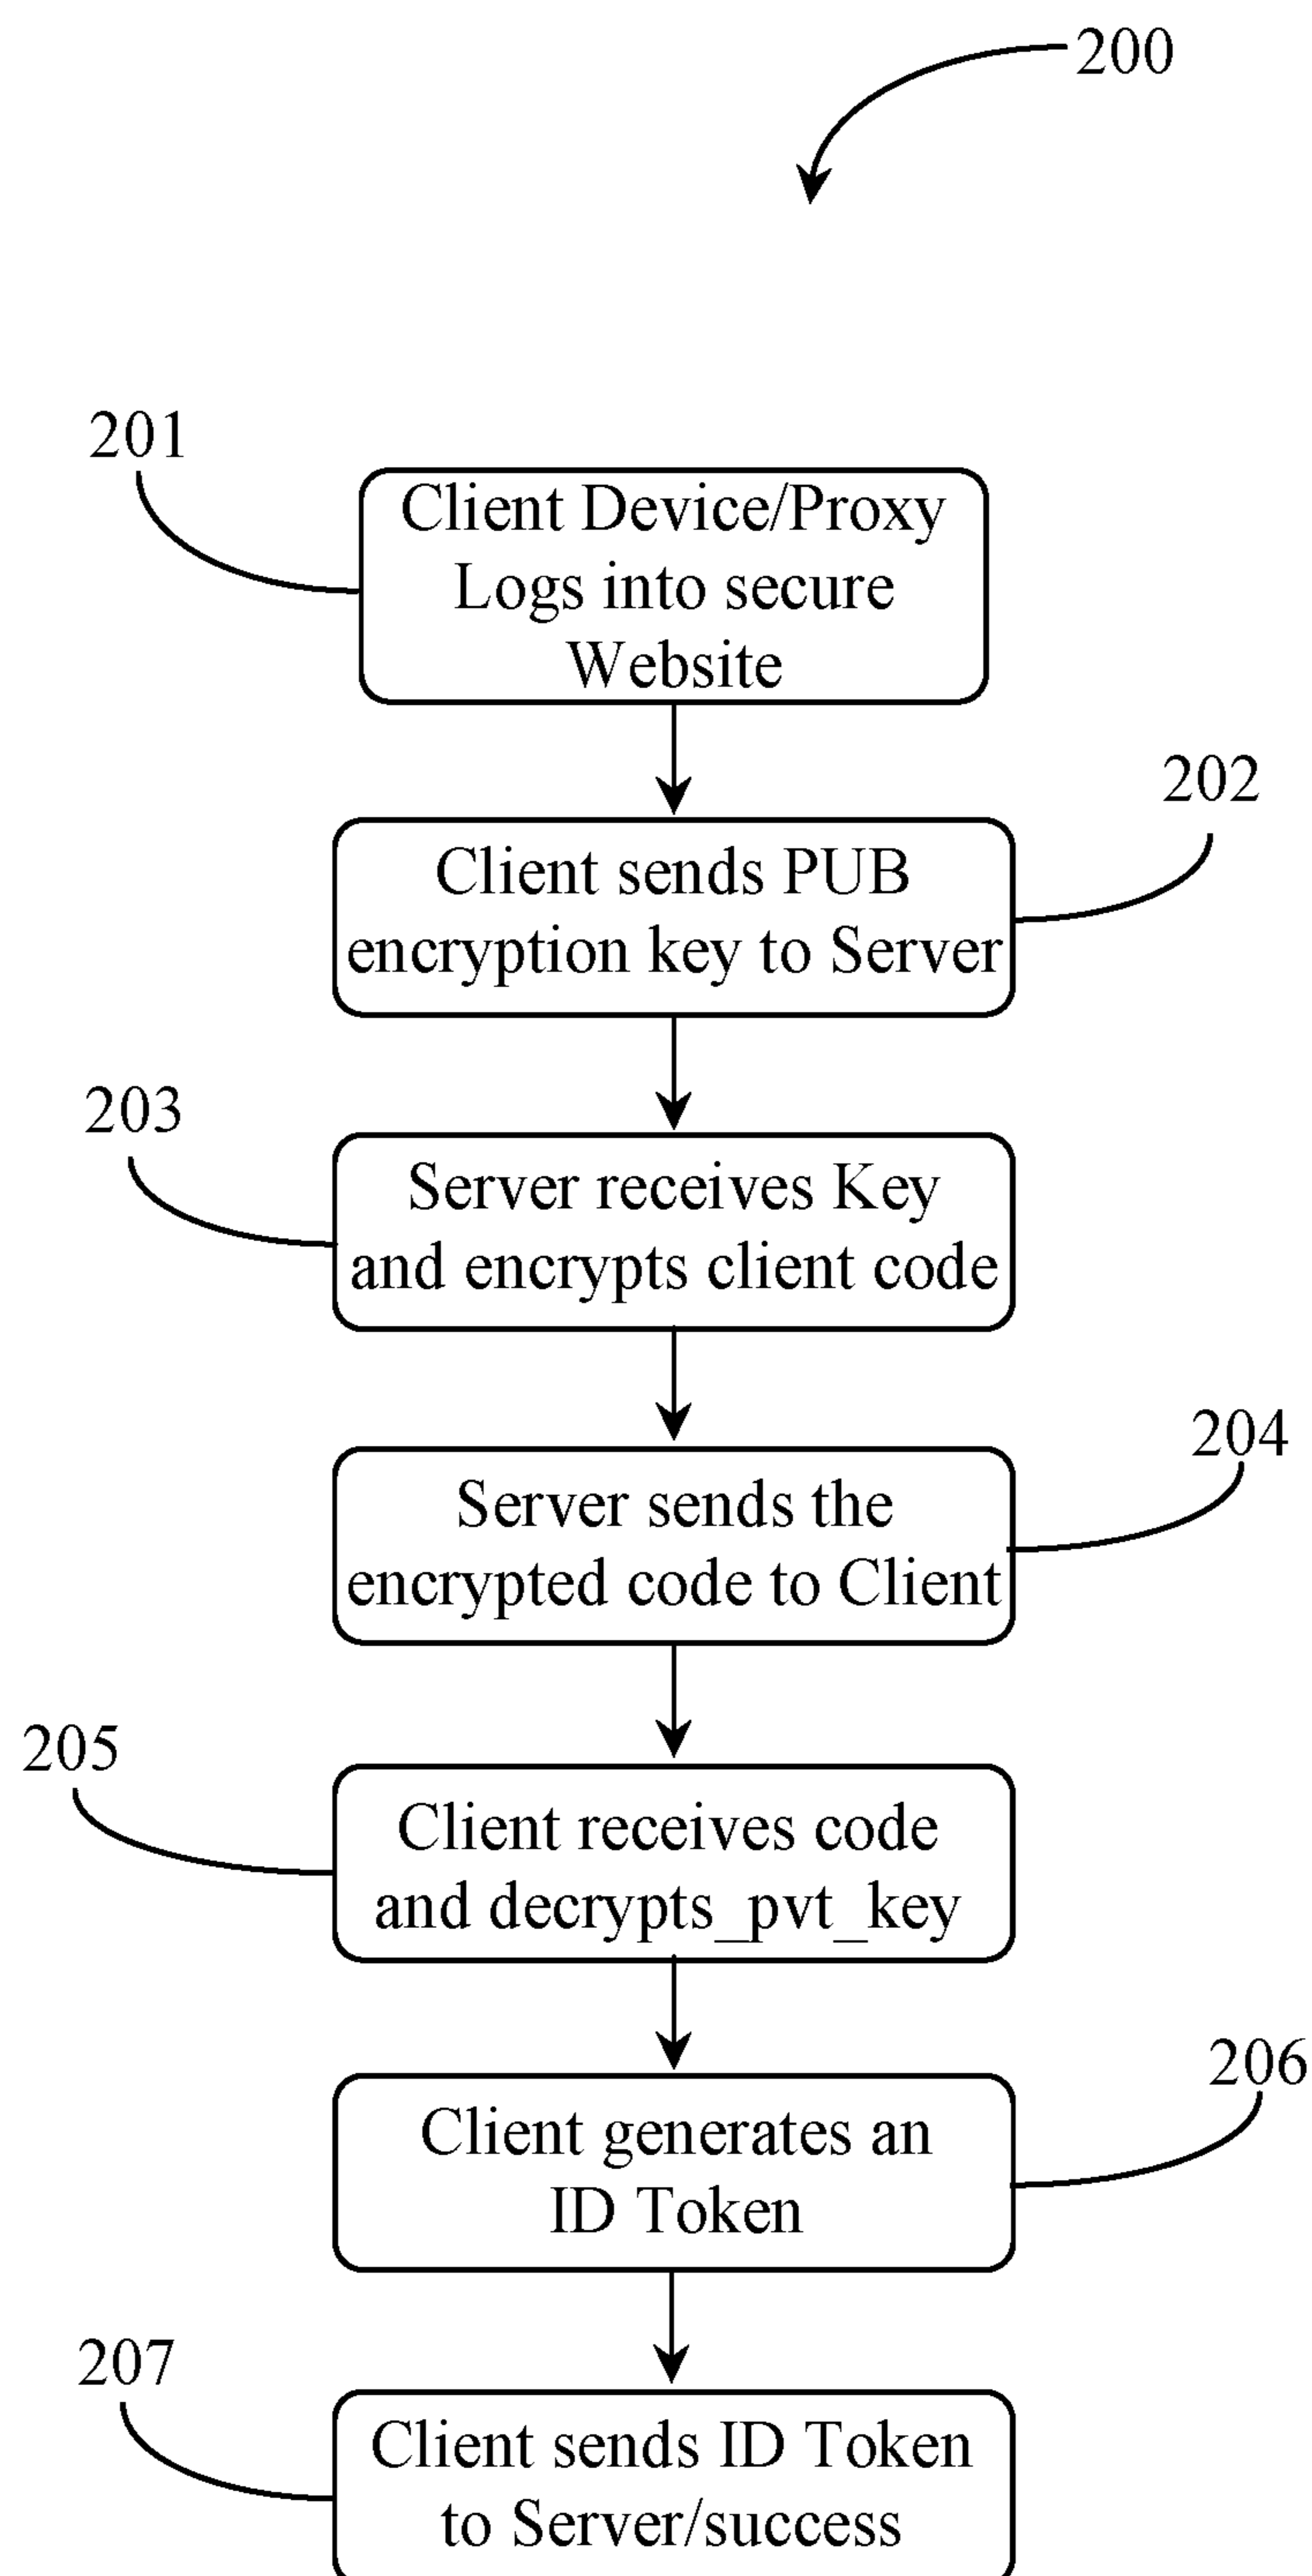 200
201
Client Device/Proxy
Logs into secure
Website
202
Client sends PUB
encryption key to Server
203
Server receives Key
and encrypts client code
204
Server sends the
encrypted code to Client
205
Client receives code
and decrypts_pvt_key
206
Client generates an
ID Token
207
Client sends ID Token
to Server/success